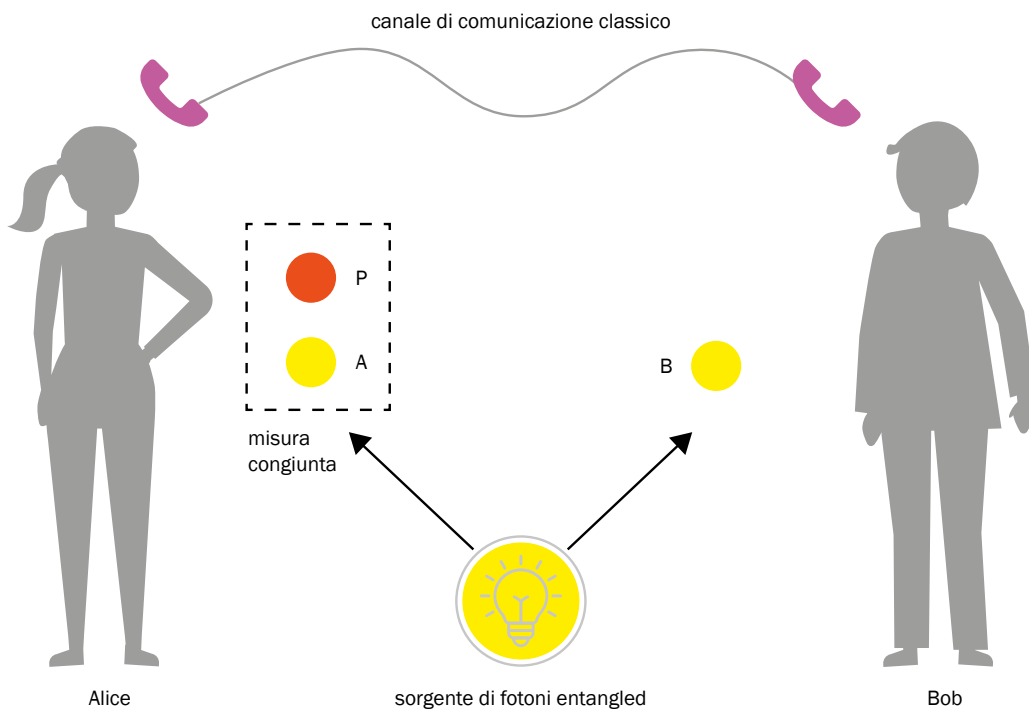 canale di comunicazione classico
P
A
B
misura
congiunta
Alice
sorgente di fotoni entangled
Bob